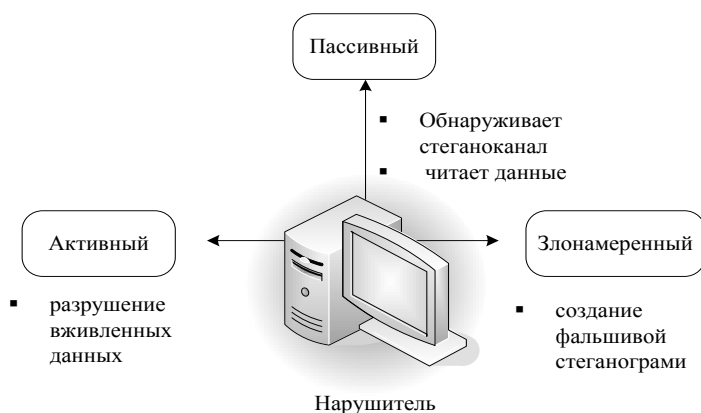 Пассивный
▪ Обнаруживает
стеганоканал
▪ читает данные
Активный
Злонамеренный
▪ разрушение
вживленных
данных
▪ создание
фальшивой
стеганограми
Нарушитель